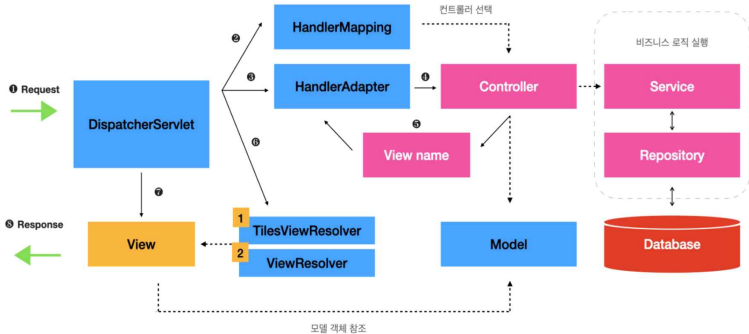 컨트롤러 선택
❷
HandlerMapping
비즈니스 로직 실행
❶ Request
❸
HandlerAdapter
❹
Controller
Service
DispatcherServlet
❺
❻
View name
Repository
❼
❽ Response
View
1
TilesViewResolver
2
ViewResolver
Model
Database
모델 객체 참조